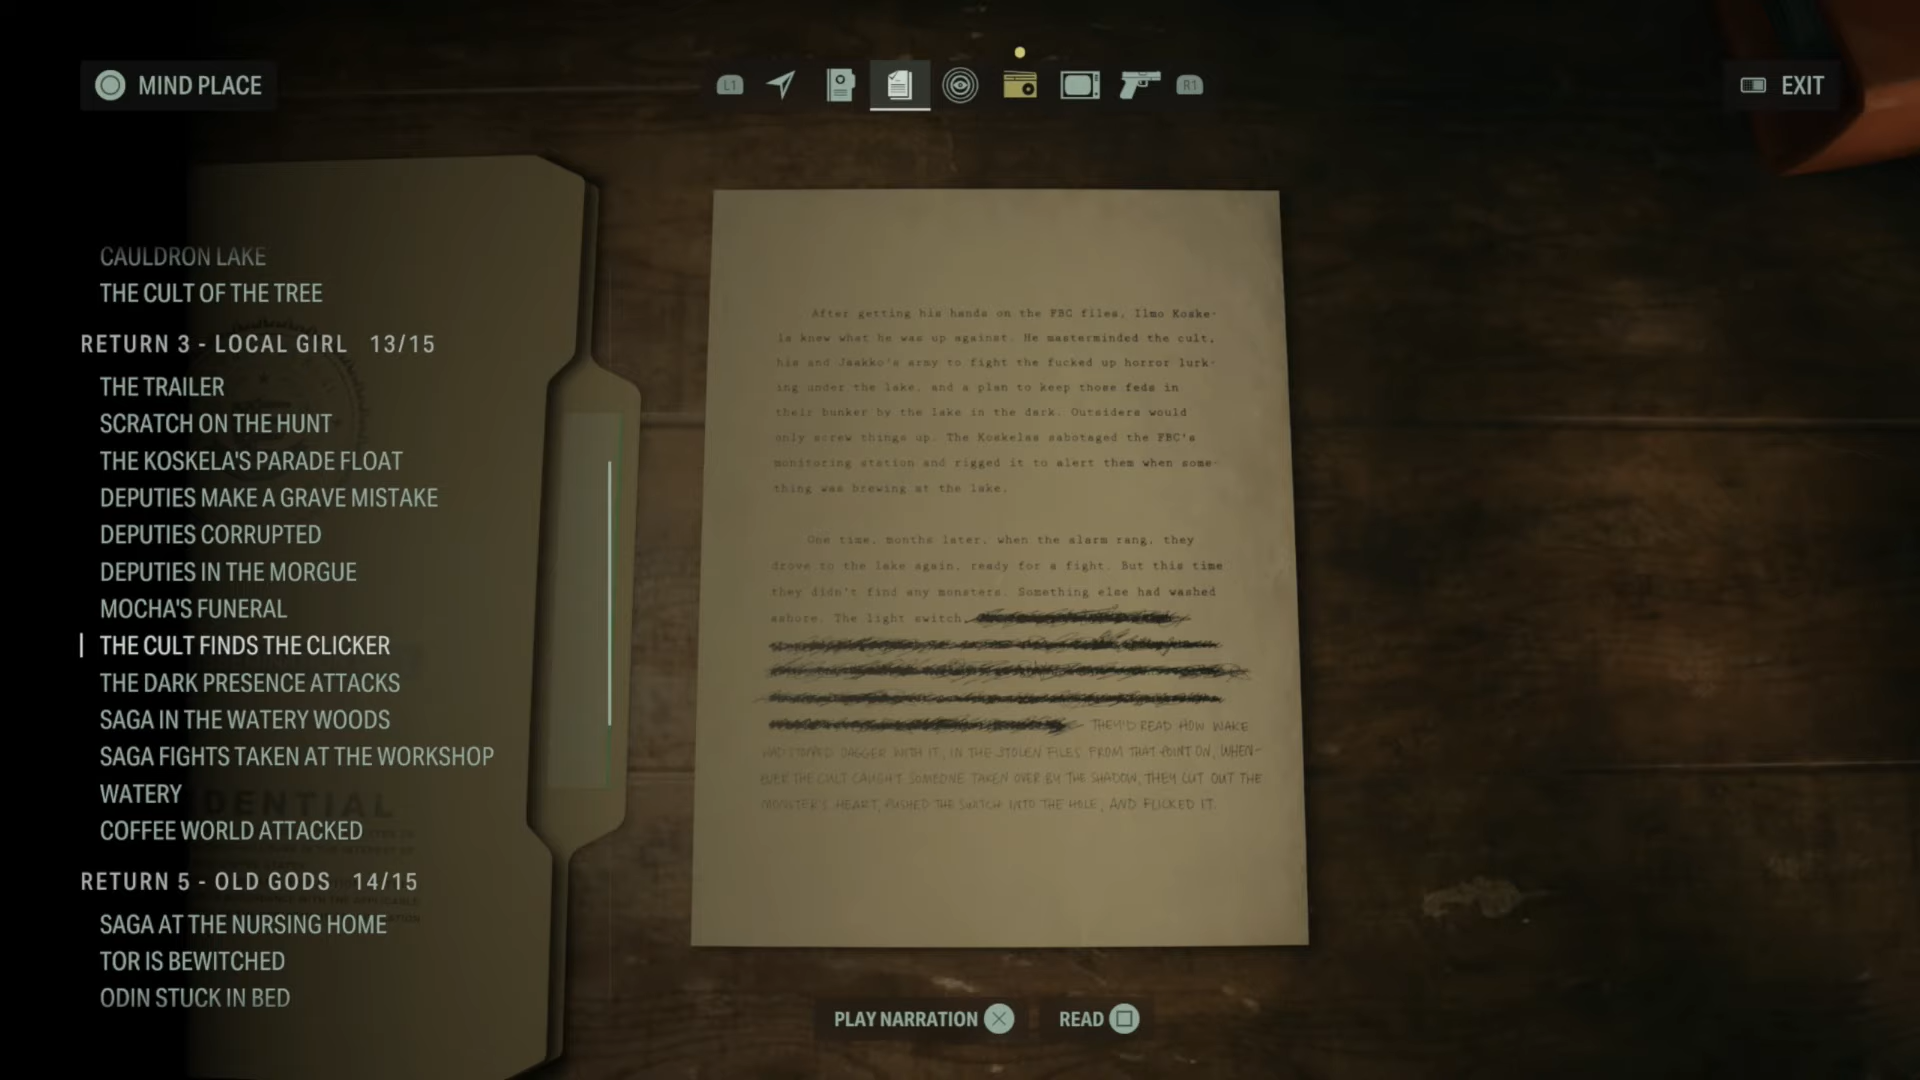 MIND PLACE
L1
R1
EXIT
CAULDRON LAKE
THE CULT OF THE TREE
RETURN 3 - LOCAL GIRL 13/15
THE TRAILER
SCRATCH ON THE HUNT
THE KOSKELA'S PARADE FLOAT
DEPUTIES MAKE A GRAVE MISTAKE
DEPUTIES CORRUPTED
DEPUTIES IN THE MORGUE
MOCHA'S FUNERAL
THE CULT FINDS THE CLICKER
THE DARK PRESENCE ATTACKS
SAGA IN THE WATERY WOODS
SAGA FIGHTS TAKEN AT THE WORKSHOP
WATERY
COFFEE WORLD ATTACKED
RETURN 5 - OLD GODS 14/15
SAGA AT THE NURSING HOME
TOR IS BEWITCHED
ODIN STUCK IN BED
DENTIAL
After getting his hands on the FBC files, Ilmo Koske-
la knew what he was up against. He masterminded the cult,
his and Jaakko's army to fight the fucked up horror lurk-
ing under the lake, and a plan to keep those feds in
their bunker by the lake in the dark. Outsiders would
only screw things up. The Koskelas sabotaged the FBC's
monitoring station and rigged it to alert them when some-
thing was brewing at the lake.
One time, months later, when the alarm rang, they
drove to the lake again, ready for a fight. But this time
they didn't find any monsters. Something else had washed
ashore. The light switch,
THEY'D READ HOW WAKE
HAD STOPPED JAGGER WITH IT, IN THE STOLEN FILES. FROM THAT POINT ON, WHEN-
EVER THE CULT CAUGHT SOMEONE TAKEN OVER BY THE SHADOW, THEY CUT OUT THE
MONSTER'S HEART, PUSHED THE SWITCH INTO THE HOLE, AND FLICKED IT.
PLAY NARRATION
READ